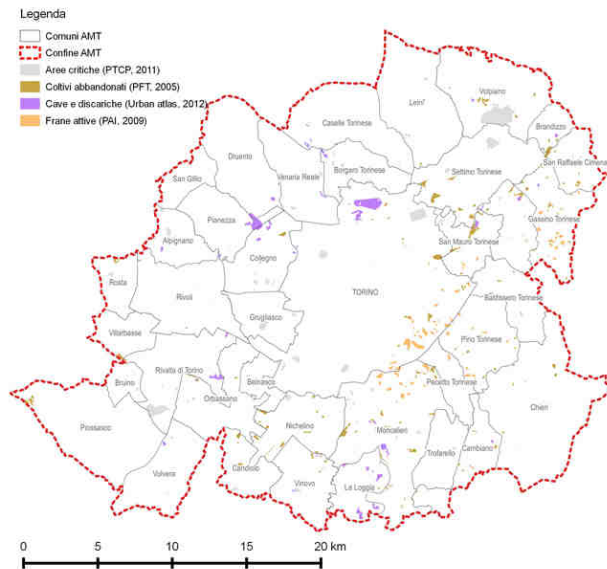 Legenda
Comuni AMT
Confine AMT
Aree critiche (PTCP, 2011)
Coltivi abbandonati (PFT, 2005)
Cave e discariche (Urban atlas, 2012)
Frane attive (PAI, 2009)
Volpiano
Leinì
Caselle Torinese
Brandizzo
San Raffaele Cimena
Druento
Borgaro Torinese
Settimo Torinese
Venaria Reale
San Gillio
Pianezza
Gassino Torinese
Alpignano
San Mauro Torinese
Collegno
Rosta
Rivoli
TORINO
Baldissero Torinese
Grugliasco
Villarbasse
Pino Torinese
Rivalta di Torino
Bruino
Beinasco
Pecetto Torinese
Orbassano
Chieri
Piossasco
Nichelino
Moncalieri
Volvera
Candiolo
Trofarello
Cambiano
Vinovo
La Loggia
0 5 10 15 20 km